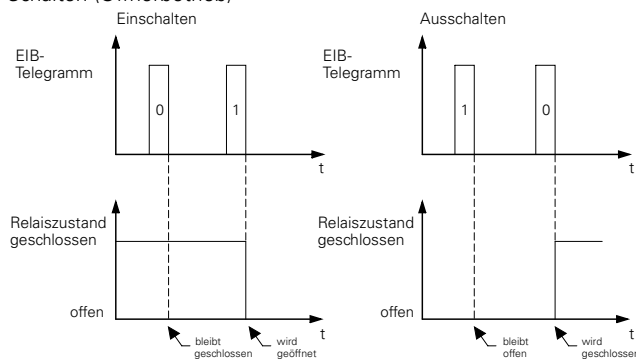 Schalten (Öffnerbetrieb)
Einschalten
EIB-
Telegramm
0
1
t
Relaiszustand
geschlossen
offen
t
bleibt
geschlossen
wird
geöffnet
Ausschalten
EIB-
Telegramm
1
0
t
Relaiszustand
geschlossen
offen
t
bleibt
offen
wird
geschlossen